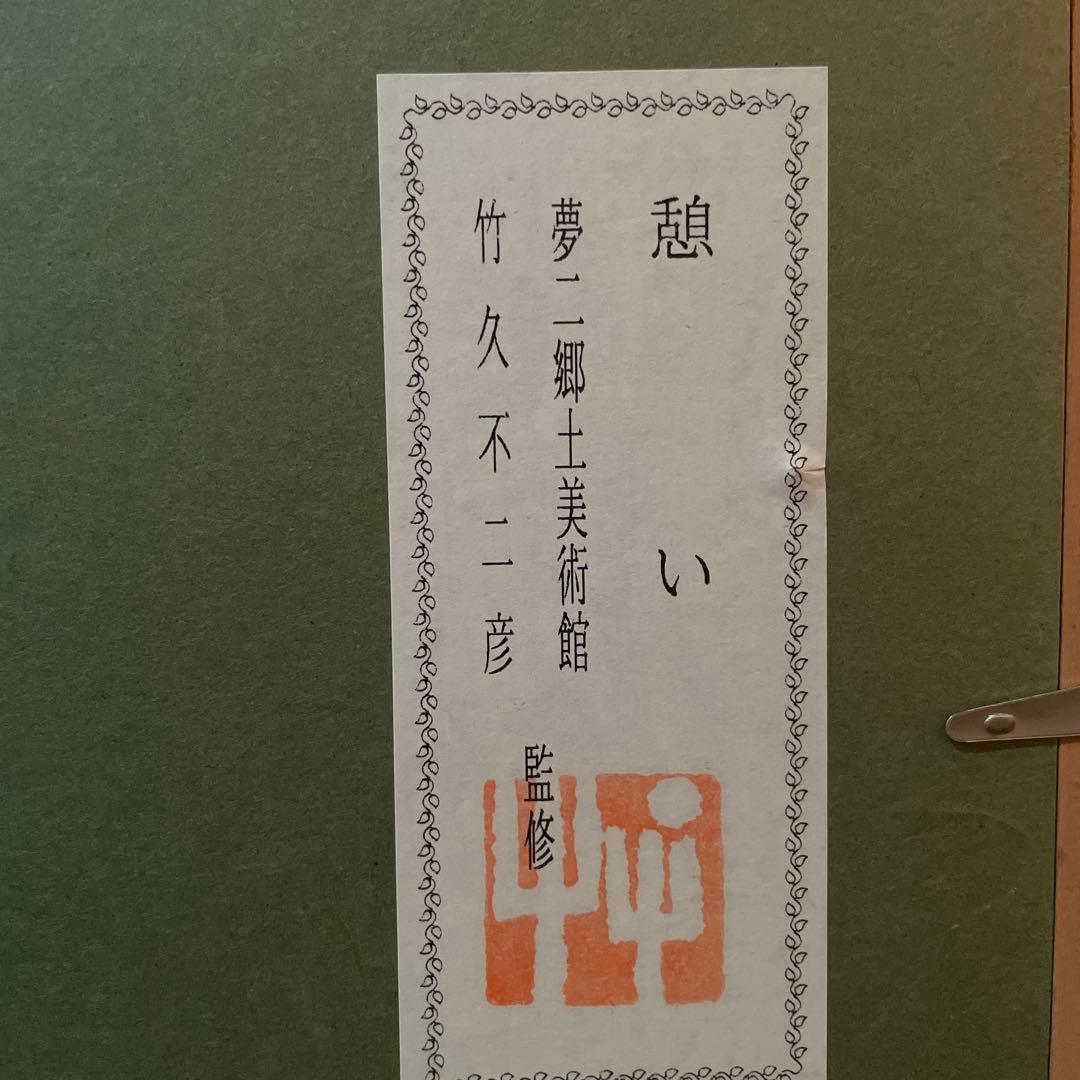 憩い
夢二郷土美術館
竹久不二彦
監修